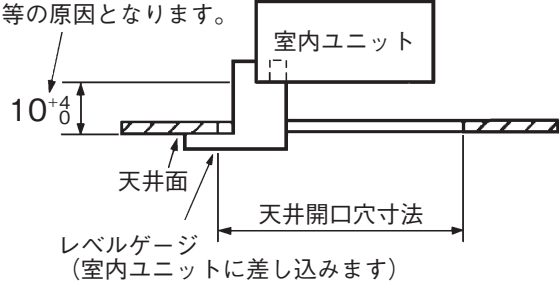 等の原因となります。
室内ユニット
10+4 0
天井面
天井開口穴寸法
レベルゲージ
（室内ユニットに差し込みます）